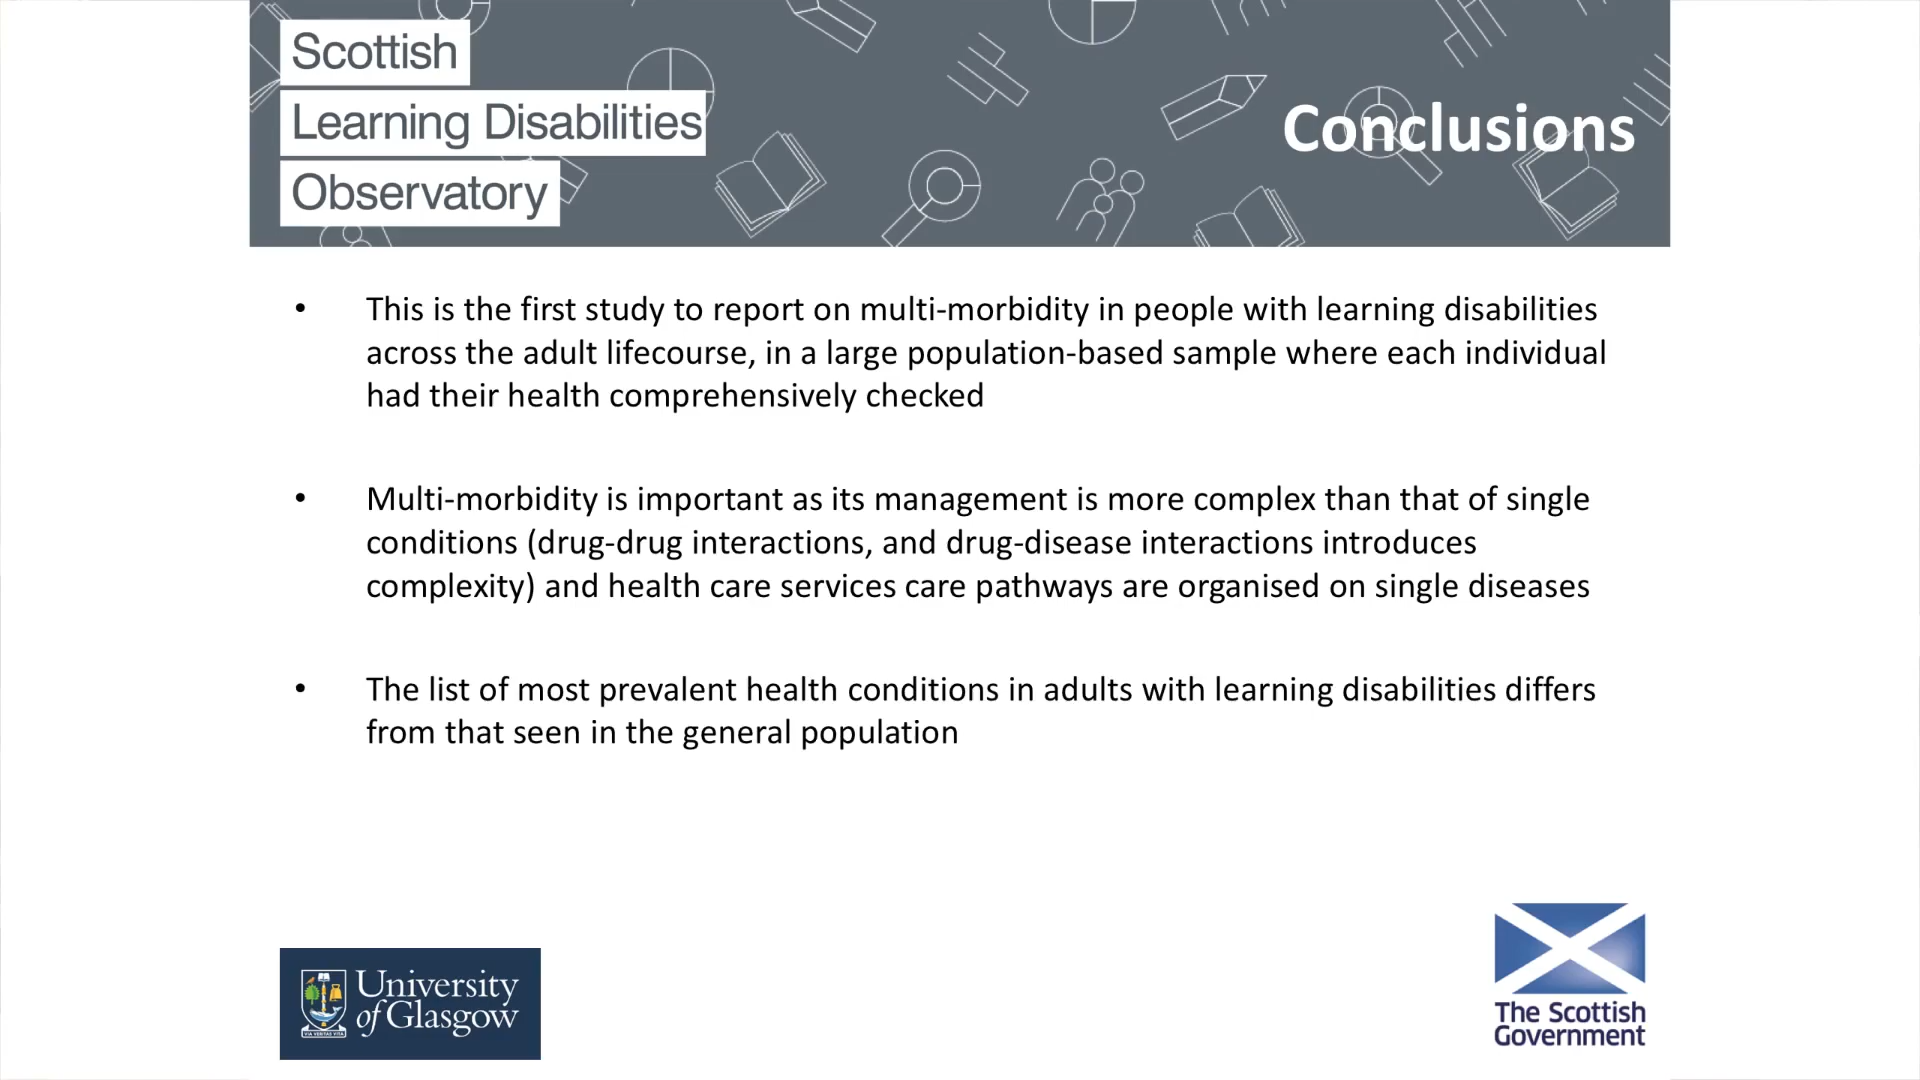 Scottish
Learning Disabilities
Observatory
Conclusions
• This is the first study to report on multi-morbidity in people with learning disabilities
across the adult lifecourse, in a large population-based sample where each individual
had their health comprehensively checked
• Multi-morbidity is important as its management is more complex than that of single
conditions (drug-drug interactions, and drug-disease interactions introduces
complexity) and health care services care pathways are organised on single diseases
• The list of most prevalent health conditions in adults with learning disabilities differs
from that seen in the general population
University
of Glasgow
VIA VERITAS VITA
The Scottish
Government